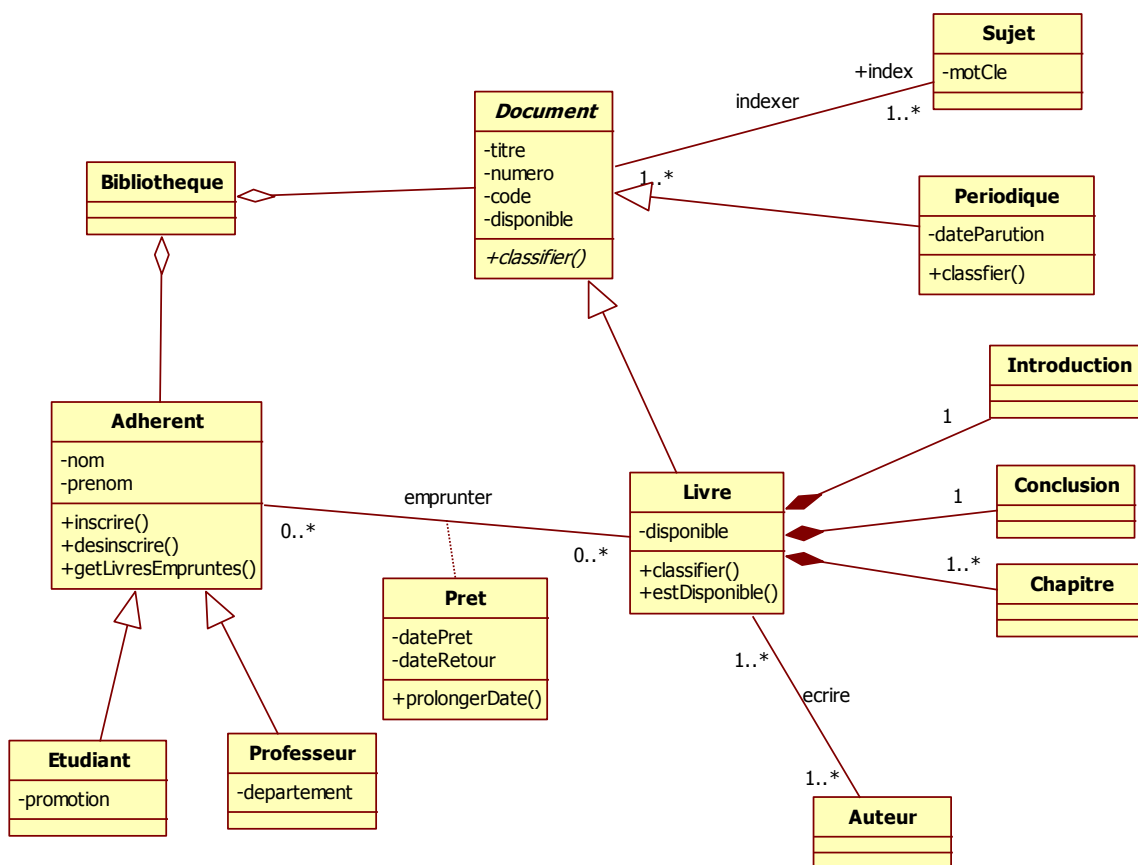 Sujet
-motCle
+index
indexer
1..*
Document
-titre
-numero
-code
-disponible
+classifier()
1..*
Bibliotheque
Periodique
-dateParution
+classfier()
Introduction
1
Adherent
-nom
-prenom
+inscrire()
+desinscrire()
+getLivresEmpruntes()
emprunter
0..*
0..*
Livre
-disponible
+classifier()
+estDisponible()
Conclusion
1
Chapitre
1..*
Pret
-datePret
-dateRetour
+prolongerDate()
1..*
ecrire
1..*
Etudiant
-promotion
Professeur
-departement
Auteur